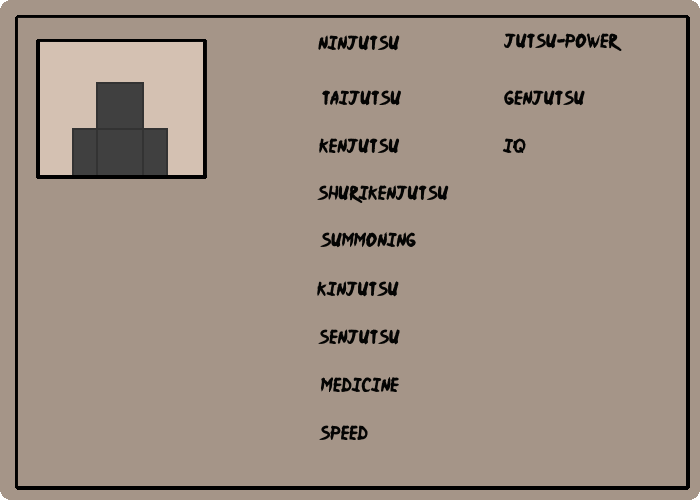 NINJUTSU
TAIJUTSU
KENJUTSU
SHURIKENJUTSU
SUMMONING
KINJUTSU
SENJUTSU
MEDICINE
SPEED
JUTSU-POWER
GENJUTSU
IQ